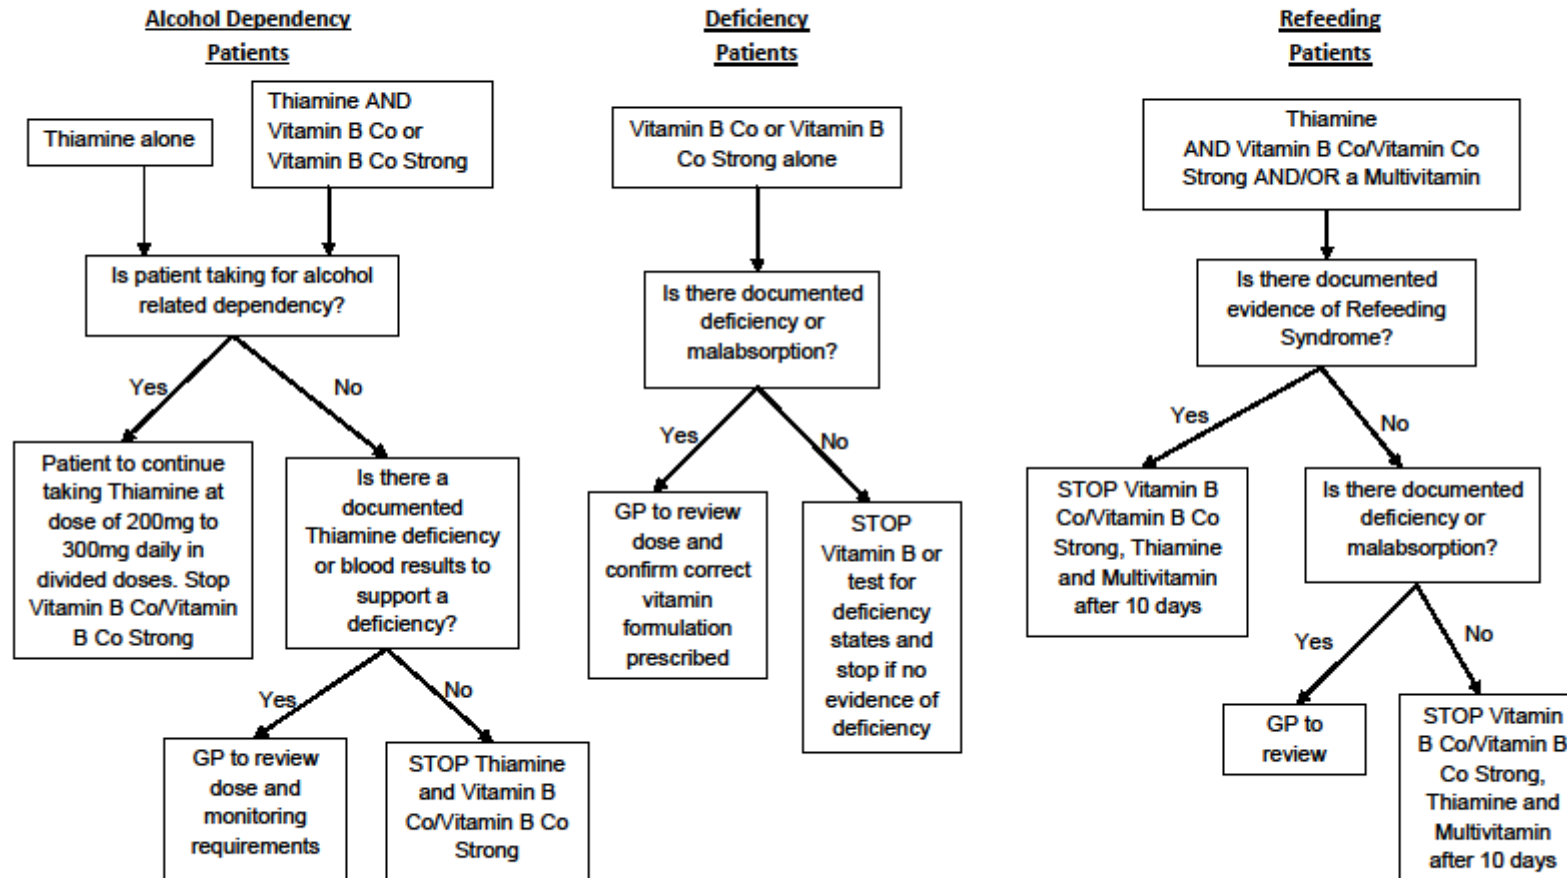 Alcohol Dependency
Patients
Thiamine alone
Thiamine AND
Vitamin B Co or
Vitamin B Co Strong
Is patient taking for alcohol
related dependency?
Yes
No
Patient to continue
taking Thiamine at
dose of 200mg to
300mg daily in
divided doses. Stop
Vitamin B Co/Vitamin
B Co Strong
Is there a
documented
Thiamine deficiency
or blood results to
support a
deficiency?
Yes
No
GP to review
dose and
monitoring
requirements
STOP Thiamine
and Vitamin B
Co/Vitamin B Co
Strong
Deficiency
Patients
Vitamin B Co or Vitamin B
Co Strong alone
Is there documented
deficiency or
malabsorption?
Yes
No
GP to review
dose and
confirm correct
vitamin
formulation
prescribed
STOP
Vitamin B or
test for
deficiency
states and
stop if no
evidence of
deficiency
Refeeding
Patients
Thiamine
AND Vitamin B Co/Vitamin Co
Strong AND/OR a Multivitamin
Is there documented
evidence of Refeeding
Syndrome?
Yes
No
STOP Vitamin B
Co/Vitamin B Co
Strong, Thiamine
and Multivitamin
after 10 days
Is there documented
deficiency or
malabsorption?
Yes
No
GP to
review
STOP Vitamin
B Co/Vitamin B
Co Strong,
Thiamine and
Multivitamin
after 10 days